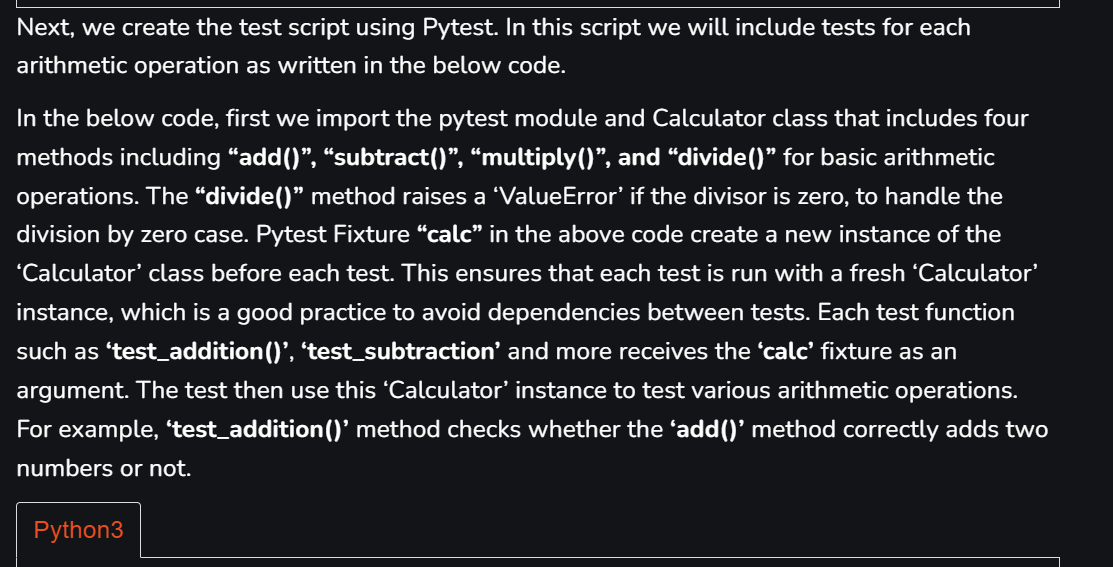 Next, we create the test script using Pytest. In this script we will include tests for each
arithmetic operation as written in the below code.
In the below code, first we import the pytest module and Calculator class that includes four
methods including “add()”, “subtract()”, “multiply()”, and “divide()” for basic arithmetic
operations. The “divide()” method raises a ‘ValueError’ if the divisor is zero, to handle the
division by zero case. Pytest Fixture “calc” in the above code create a new instance of the
‘Calculator’ class before each test. This ensures that each test is run with a fresh ‘Calculator’
instance, which is a good practice to avoid dependencies between tests. Each test function
such as ‘test_addition()’, ‘test_subtraction’ and more receives the ‘calc’ fixture as an
argument. The test then use this ‘Calculator’ instance to test various arithmetic operations.
For example, ‘test_addition()’ method checks whether the ‘add()’ method correctly adds two
numbers or not.
Python3